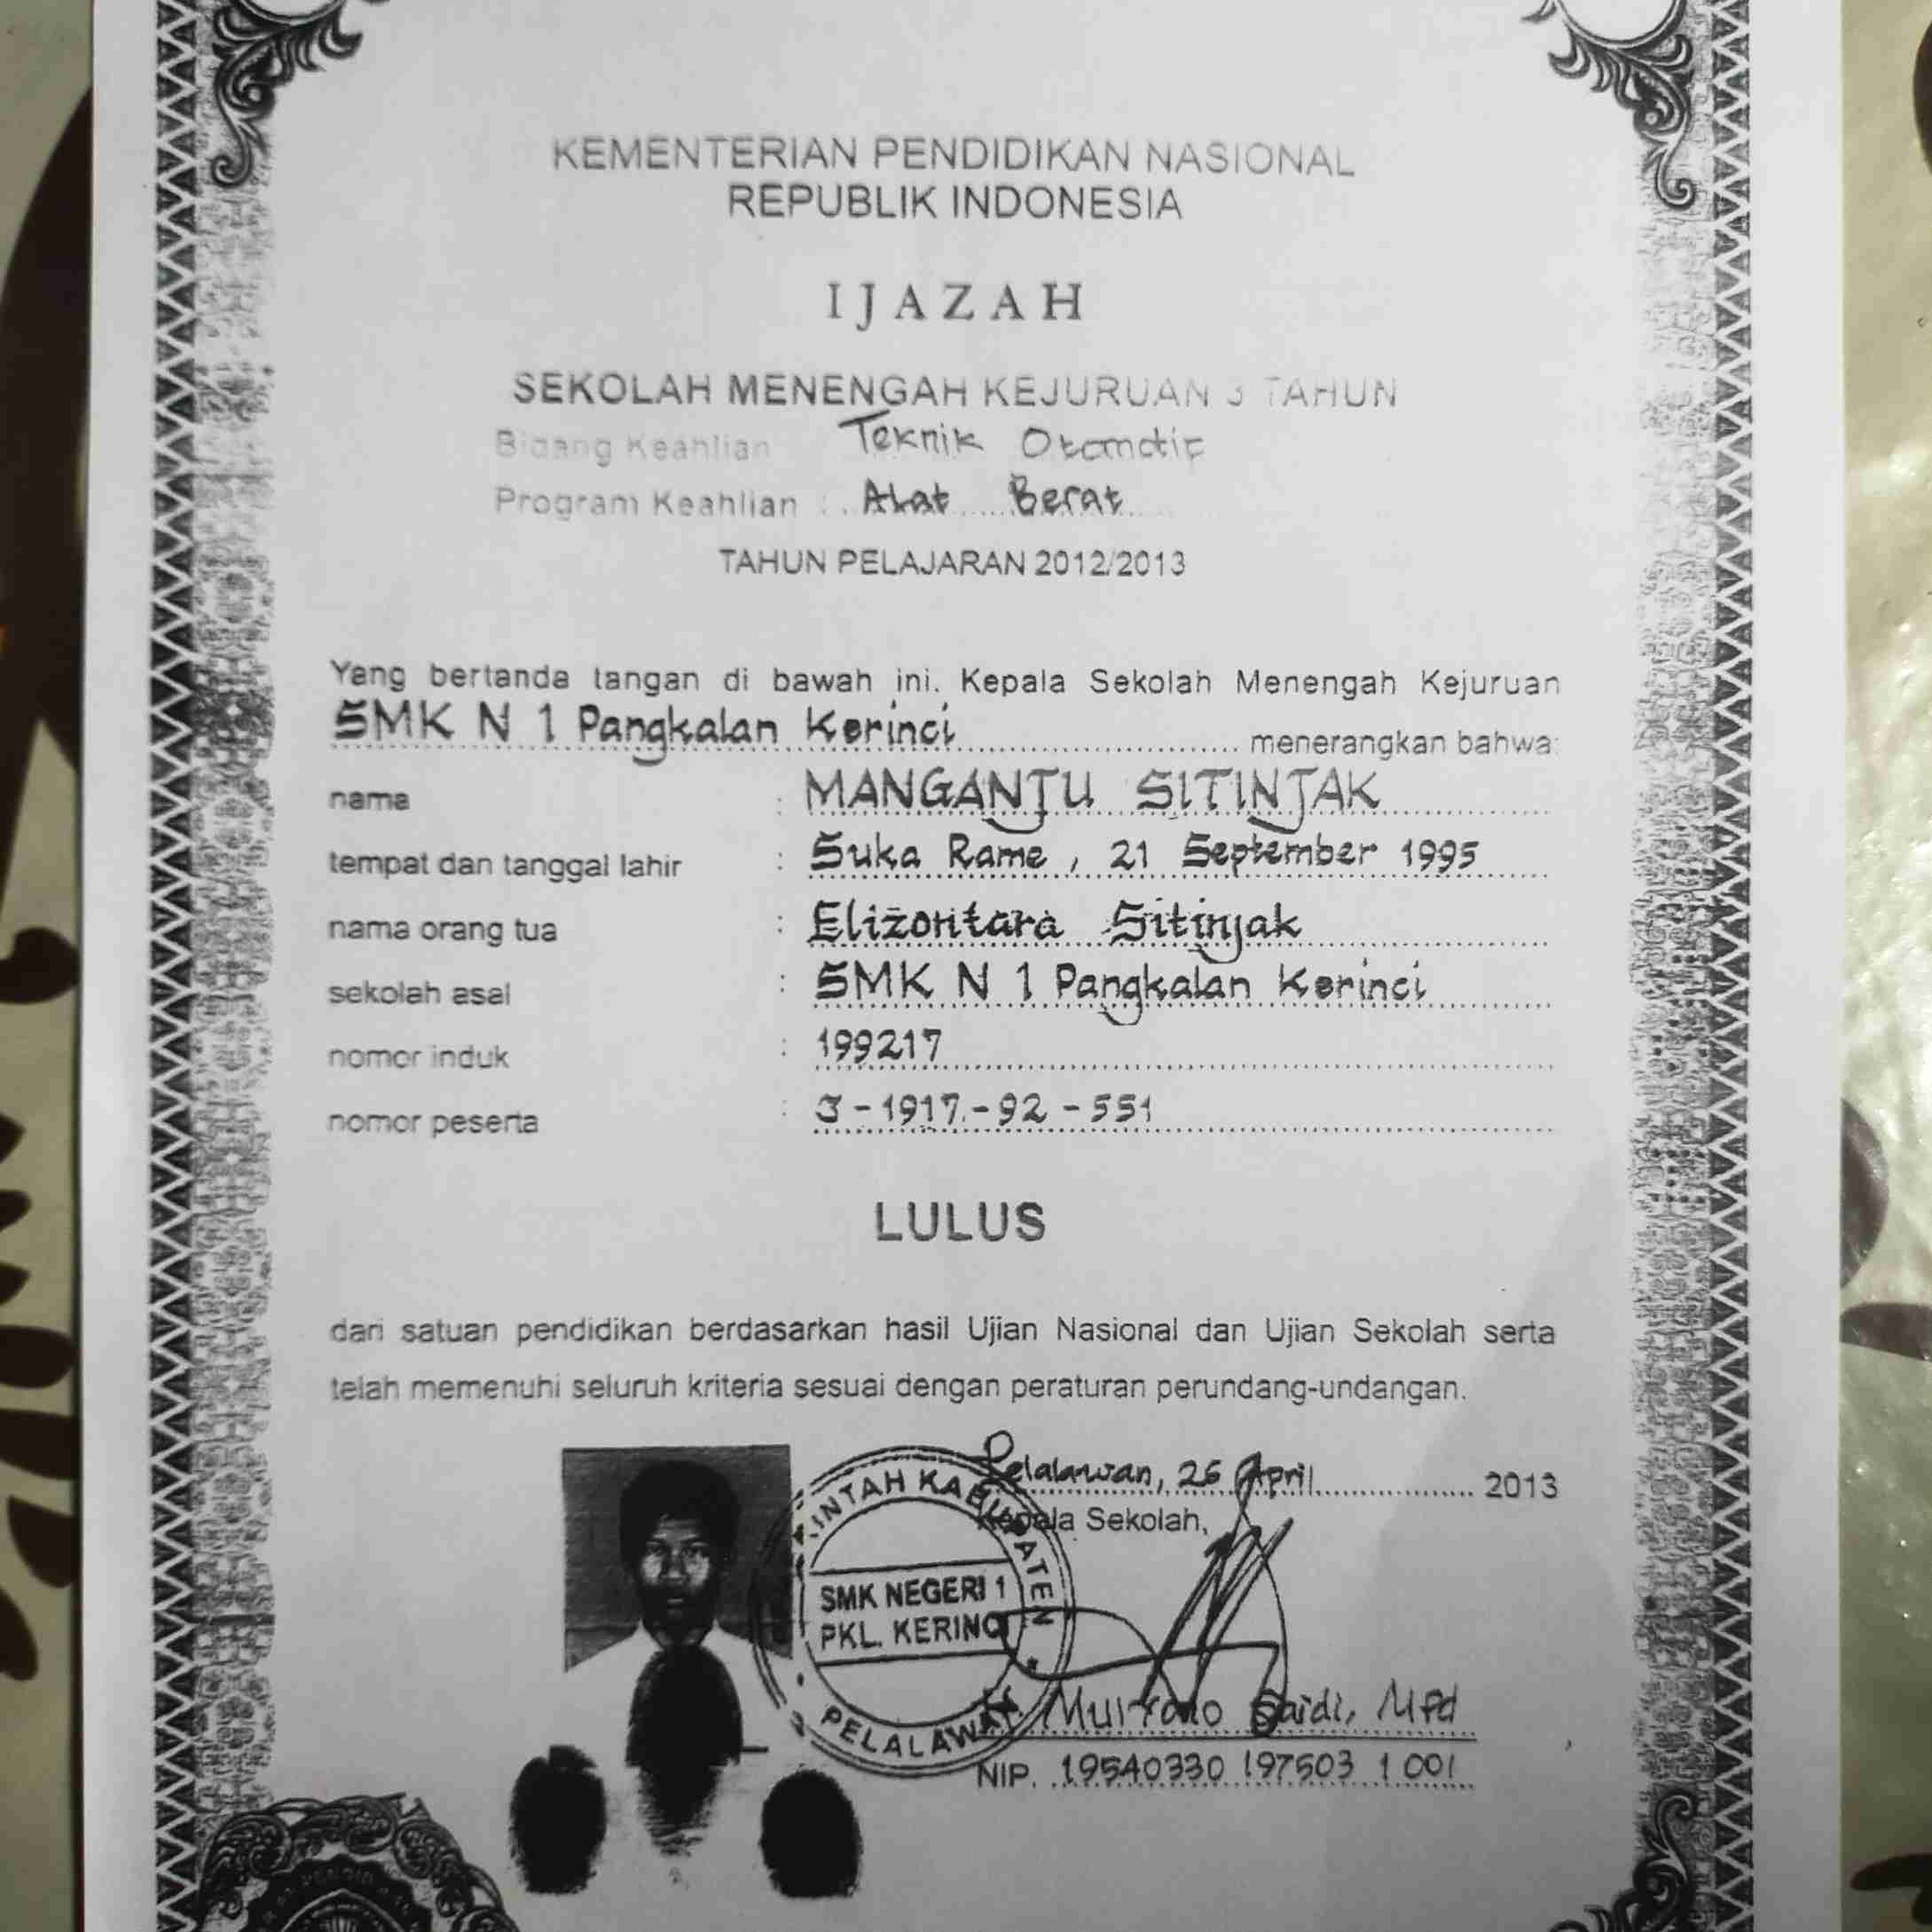 KEMENTERIAN PENDIDIKAN NASIONAL
REPUBLIK INDONESIA
IJAZAH
SEKOLAH MENENGAH KEJURUAN 3 TAHUN
Bidang Keahlian Teknik Otomotif
Program Keahlian : Alat Berat
TAHUN PELAJARAN 2012/2013
Yang bertanda tangan di bawah ini, Kepala Sekolah Menengah Kejuruan
SMK N 1 Pangkalan Kerinci menerangkan bahwa:
nama : MANGANJU SITINJAK
tempat dan tanggal lahir : Suka Rame, 21 September 1995
nama orang tua : Sitinjak
sekolah asal : SMK N 1 Pangkalan Kerinci
nomor induk : 199217
nomor peserta : 3-1917-92-551
LULUS
dari satuan pendidikan berdasarkan hasil Ujian Nasional dan Ujian Sekolah serta
telah memenuhi seluruh kriteria sesuai dengan peraturan perundang-undangan.
Pelalawan, 26 April 2013
Kepala Sekolah,
KABUPATEN
SMK NEGERI 1
PKL. KERINCI
PELALAWAN
Saidi, MPd
NIP. 19540330 197503 1 001